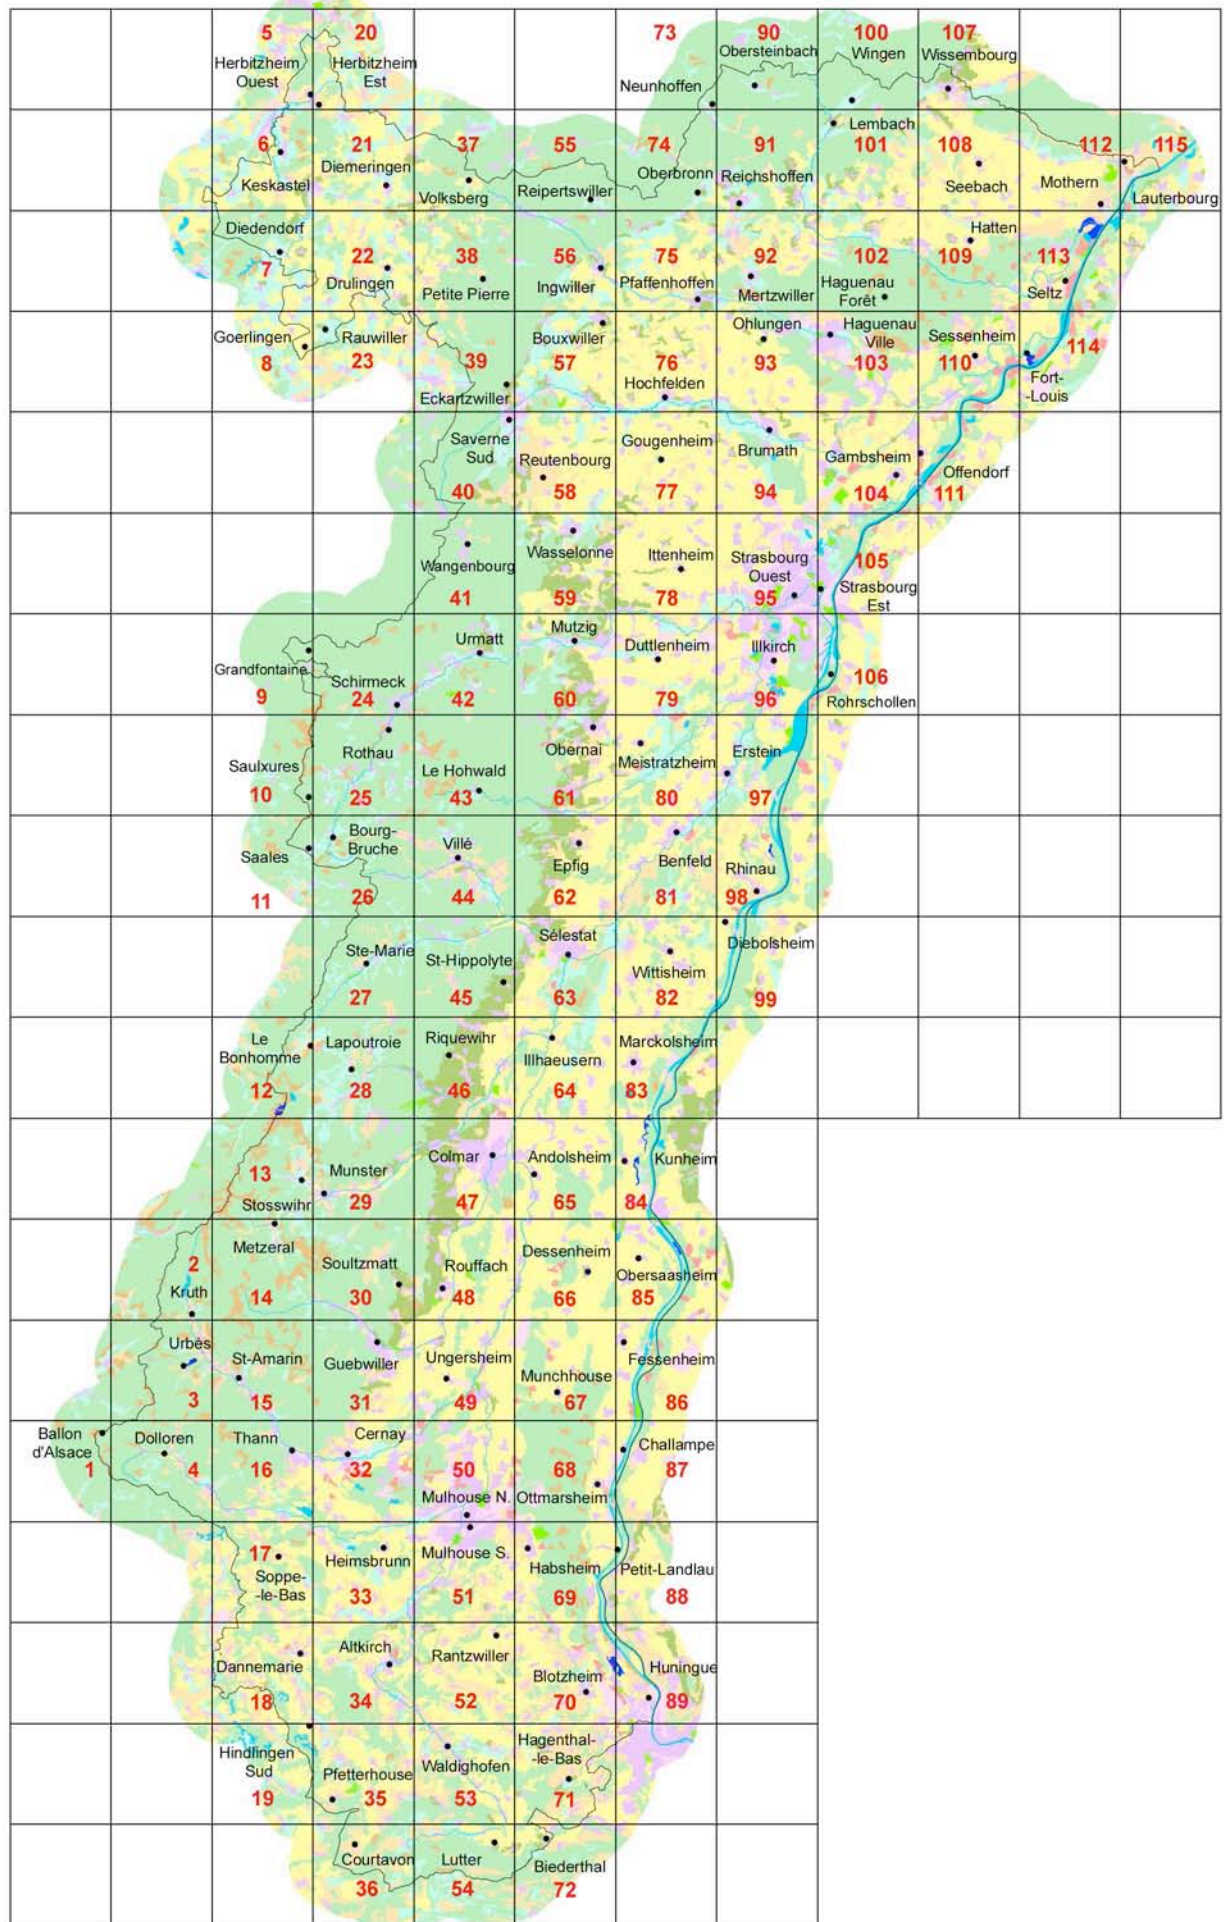 5
20
73
90
100
107
Herbitzheim
Ouest
Herbitzheim
Est
Neunhoffen
Obersteinbach
Wingen
Wissembourg
6
21
37
55
74
91
Lembach
101
108
112
115
Keskastel
Diemeringen
Volksberg
Reipertswiller
Oberbronn
Reichshoffen
Seebach
Mothern
Lauterbourg
Diedendorf
7
22
Drulingen
38
Petite Pierre
56
Ingwiller
75
Pfaffenhoffen
92
Mertzwiller
102
Haguenau
Forêt
Hatten
109
113
Seltz
Goerlingen
8
Rauwiller
23
39
Eckartzwiller
Bouxwiller
57
76
Hochfelden
Ohlungen
93
Haguenau
Ville
103
Sessenheim
110
114
Fort-
-Louis
Saverne
Sud
40
Reutenbourg
58
Gougenheim
77
Brumath
94
Gambsheim
104
Offendorf
111
Wangenbourg
41
Wasselonne
59
Ittenheim
78
Strasbourg
Ouest
95
105
Strasbourg
Est
Grandfontaine
9
Schirmeck
24
Urmatt
42
Mutzig
60
Duttlenheim
79
Illkirch
96
106
Rohrschollen
Saulxures
10
Rothau
25
Le Hohwald
43
Obernai
61
Meistratzheim
80
Erstein
97
Saales
11
Bourg-
Bruche
26
Villé
44
Epfig
62
Benfeld
81
Rhinau
98
Ste-Marie
27
St-Hippolyte
45
Sélestat
63
Wittisheim
82
Diebolsheim
99
Le
Bonhomme
12
Lapoutroie
28
Riquewihr
46
Illhaeusern
64
Marckolsheim
83
13
Stosswihr
Munster
29
Colmar
47
Andolsheim
65
Kunheim
84
2
Kruth
Metzeral
14
Soultzmatt
30
Rouffach
48
Dessenheim
66
Obersaasheim
85
Urbès
3
St-Amarin
15
Guebwiller
31
Ungersheim
49
Munchhouse
67
Fessenheim
86
Ballon
d'Alsace
1
Dolloren
4
Thann
16
Cernay
32
50
Mulhouse N.
68
Ottmarsheim
Challampe
87
17
Soppe-
-le-Bas
Heimsbrunn
33
Mulhouse S.
51
Habsheim
69
Petit-Landlau
88
Dannemarie
18
Altkirch
34
Rantzwiller
52
Blotzheim
70
Huningue
89
Hindlingen
Sud
19
Pfetterhouse
35
Waldighofen
53
Hagenthal-
-le-Bas
71
Courtavon
36
Lutter
54
Biederthal
72